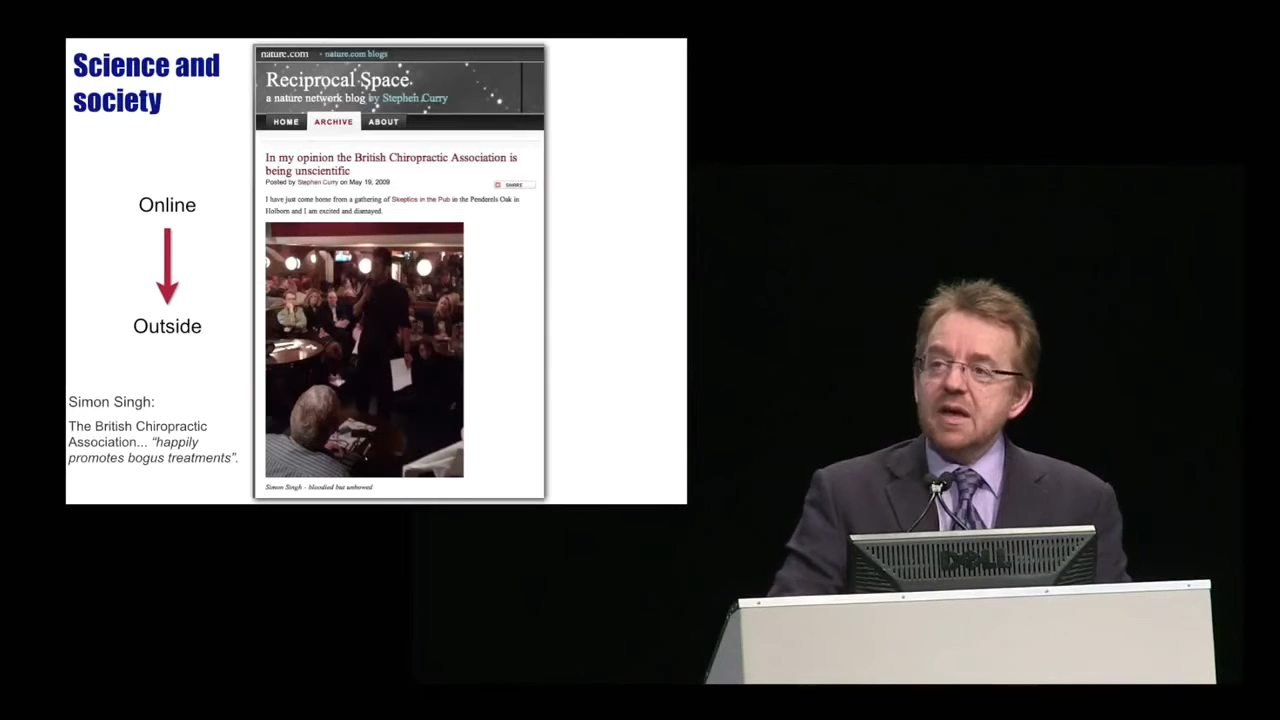 Science and
society
Online
Outside
Simon Singh:
The British Chiropractic
Association... “happily
promotes bogus treatments”.
nature.com • nature.com blogs
Reciprocal Space
a nature network blog by Stephen Curry
HOME ARCHIVE ABOUT
In my opinion the British Chiropractic Association is
being unscientific
Posted by Stephen Curry on May 19, 2009
SHARE
I have just come home from a gathering of Skeptics in the Pub in the Penderels Oak in
Holborn and I am excited and dismayed.
Simon Singh - bloodied but unbowed
DELL